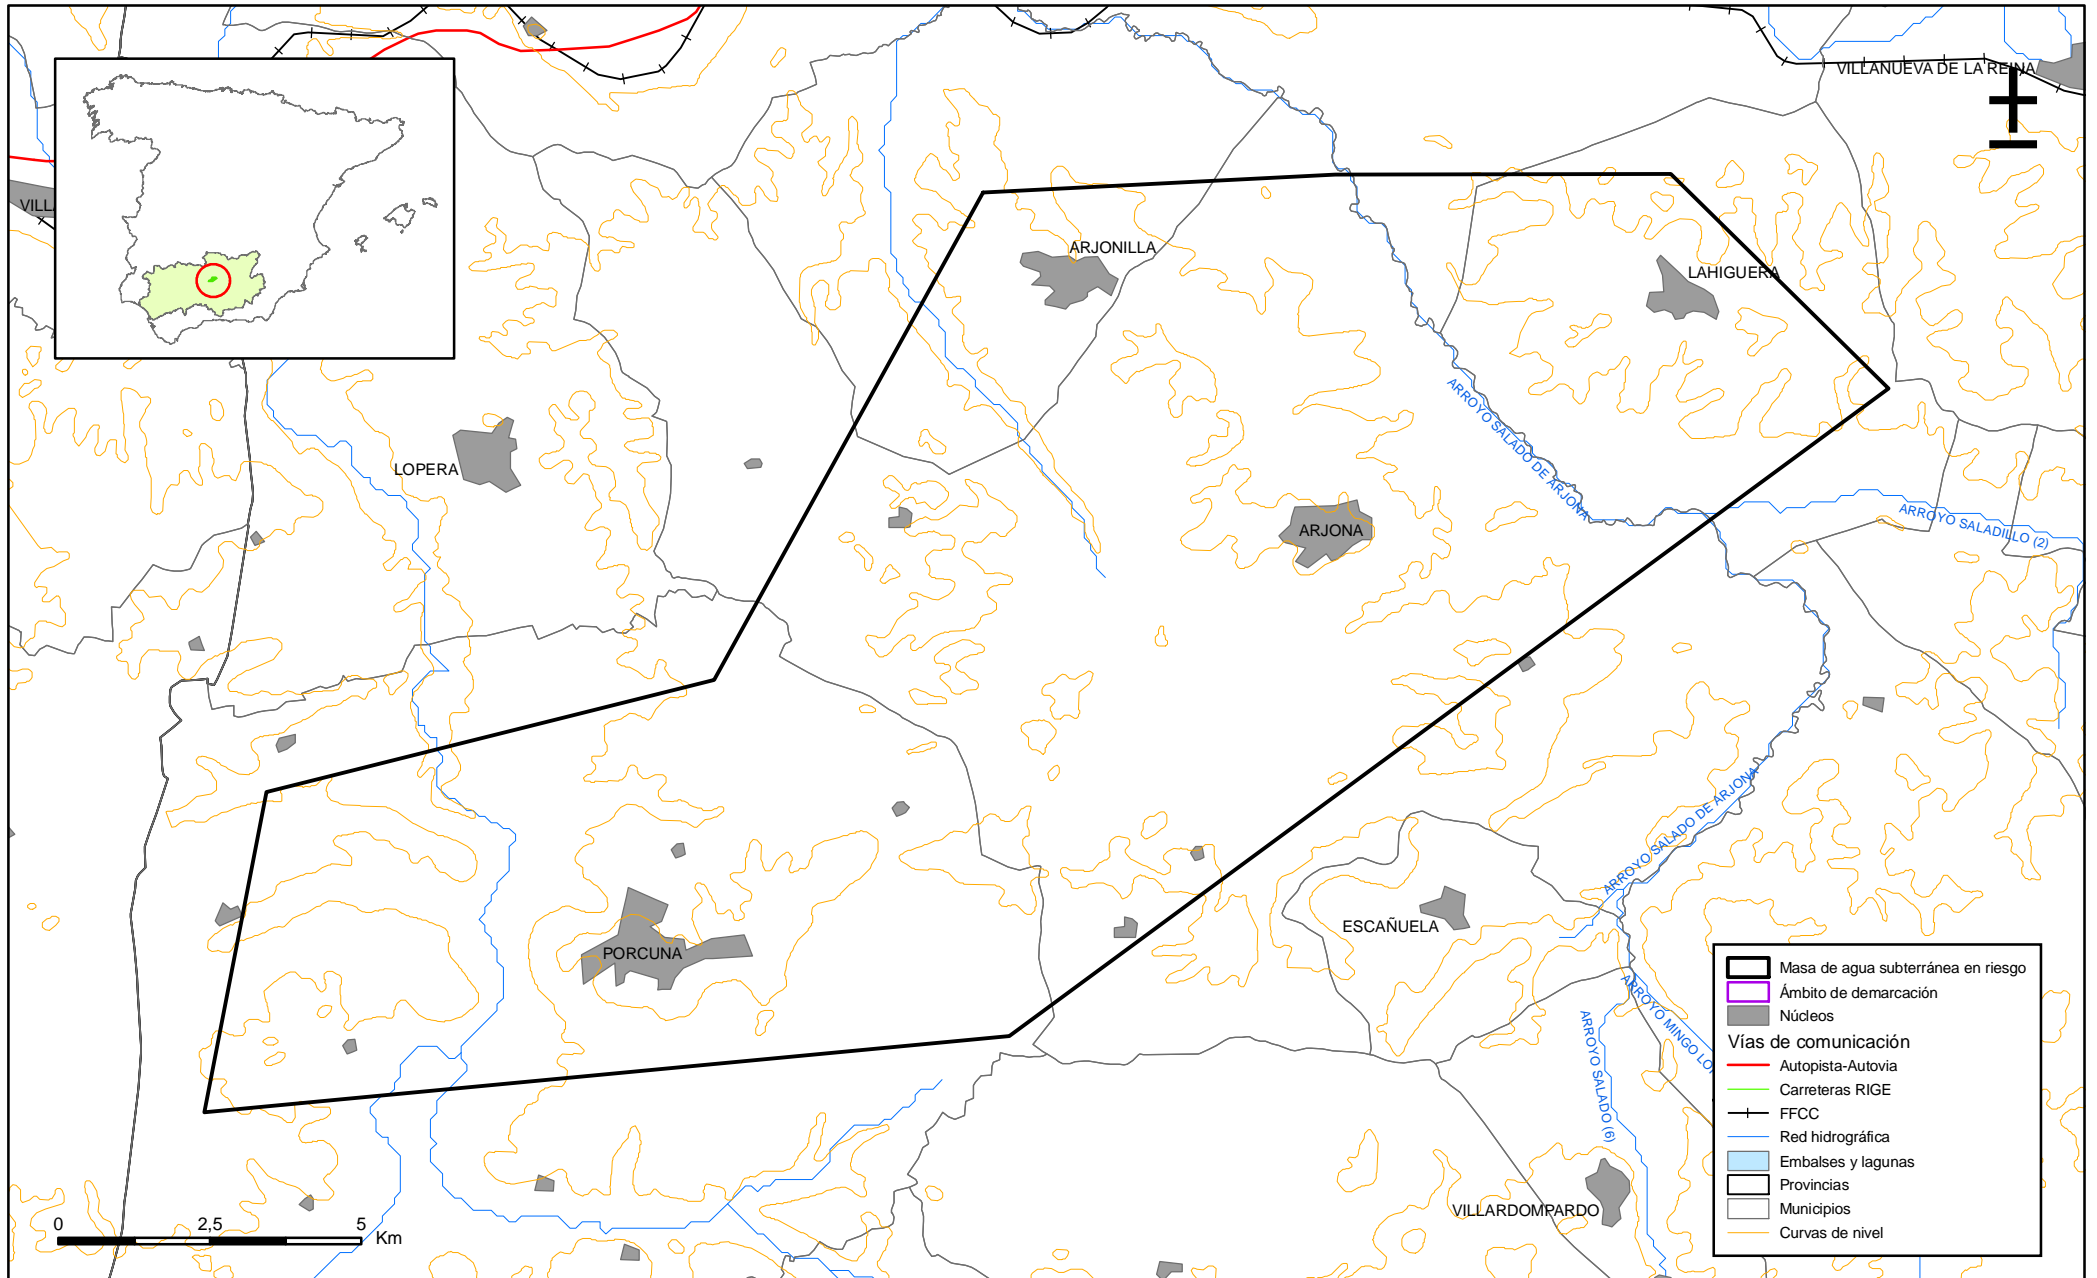 VILLANUEVA DE LA REINA
VILLA
ARJONILLA
LAHIGUERA
LOPERA
ARROYO SALADO DE ARJONA
ARJONA
ARROYO SALADILLO (2)
ARROYO SALADO DE ARJONA
ESCAÑUELA
PORCUNA
ARROYO MINGO LO
ARROYO SALADO (6)
VILLARDOMPARDO
0 2,5 5
Km
Masa de agua subterránea en riesgo
Ámbito de demarcación
Núcleos
Vías de comunicación
Autopista-Autovia
Carreteras RIGE
FFCC
Red hidrográfica
Embalses y lagunas
Provincias
Municipios
Curvas de nivel